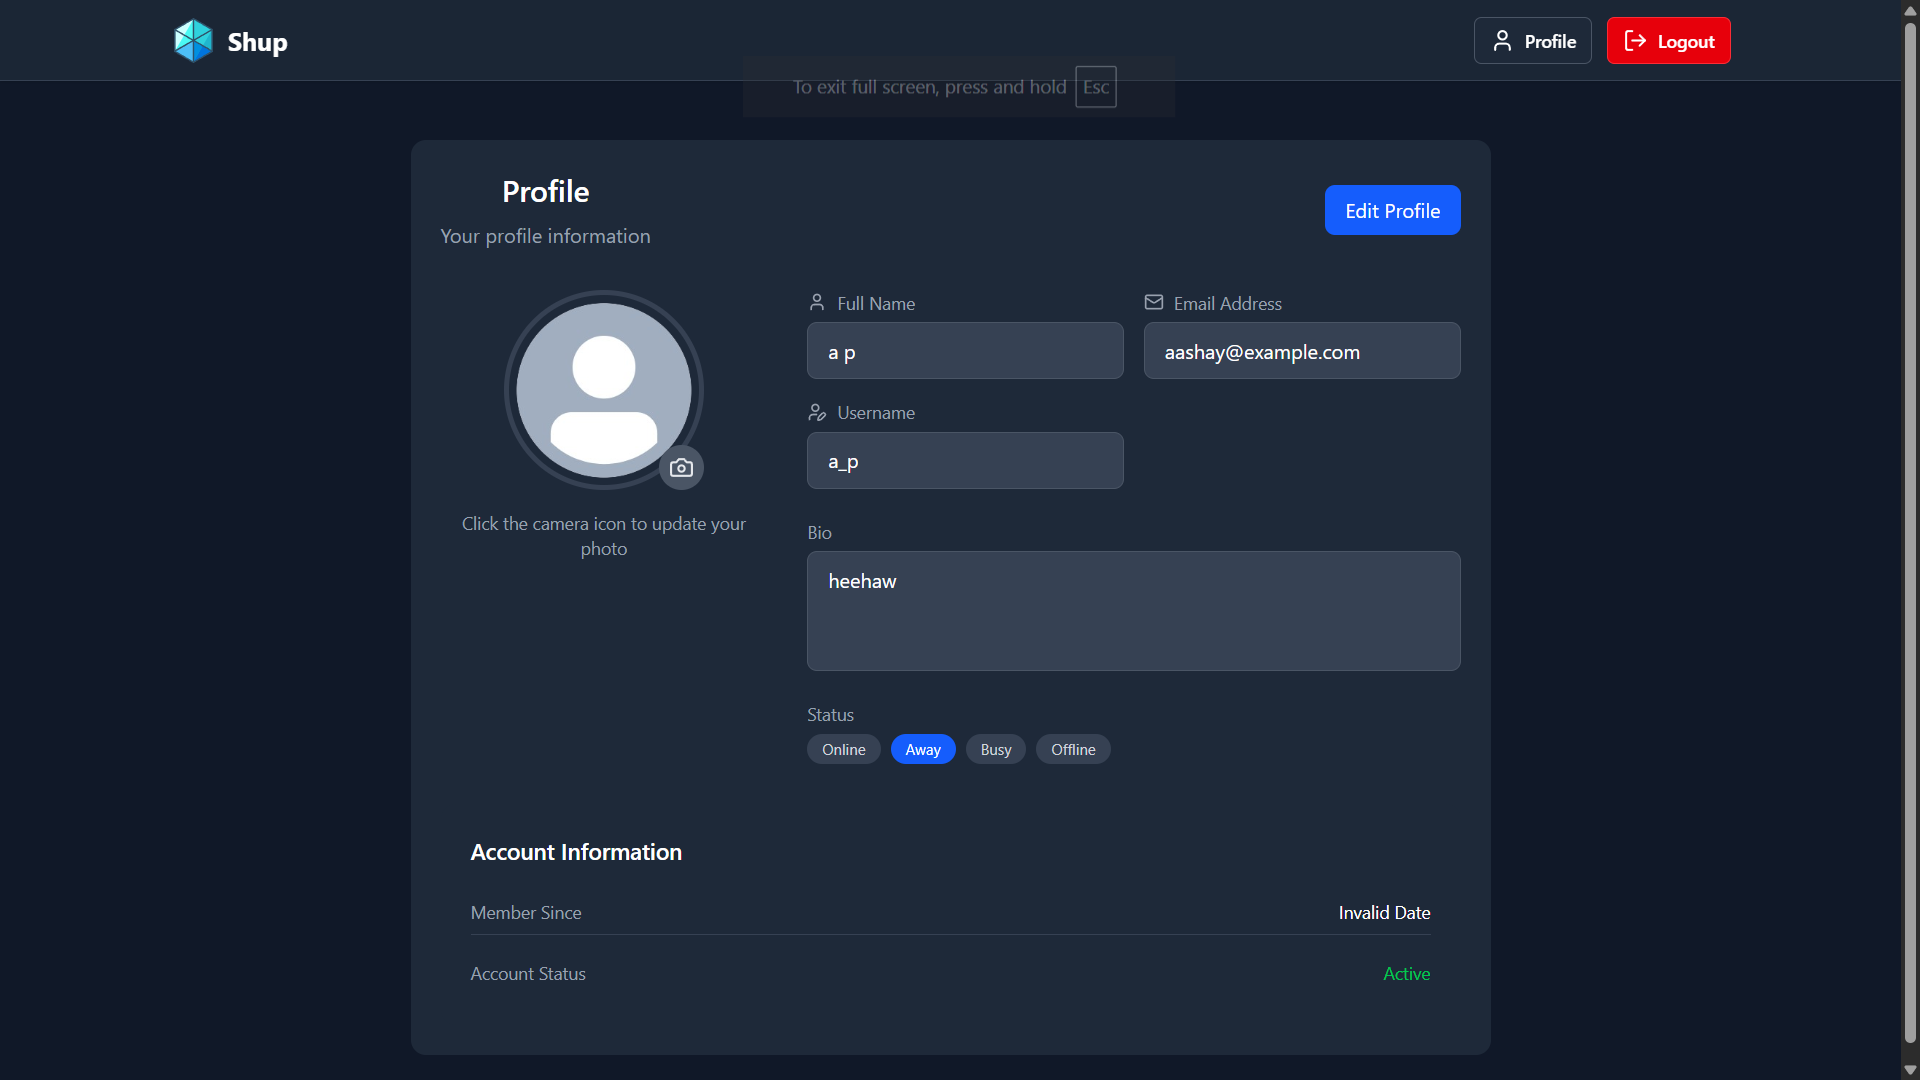 Shup
Profile
Logout
To exit full screen, press and hold Esc
Profile
Your profile information
Edit Profile
Full Name
Email Address
a p
aashay@example.com
Username
a_p
Click the camera icon to update your
photo
Bio
heehaw
Status
Online
Away
Busy
Offline
Account Information
Member Since
Invalid Date
Account Status
Active